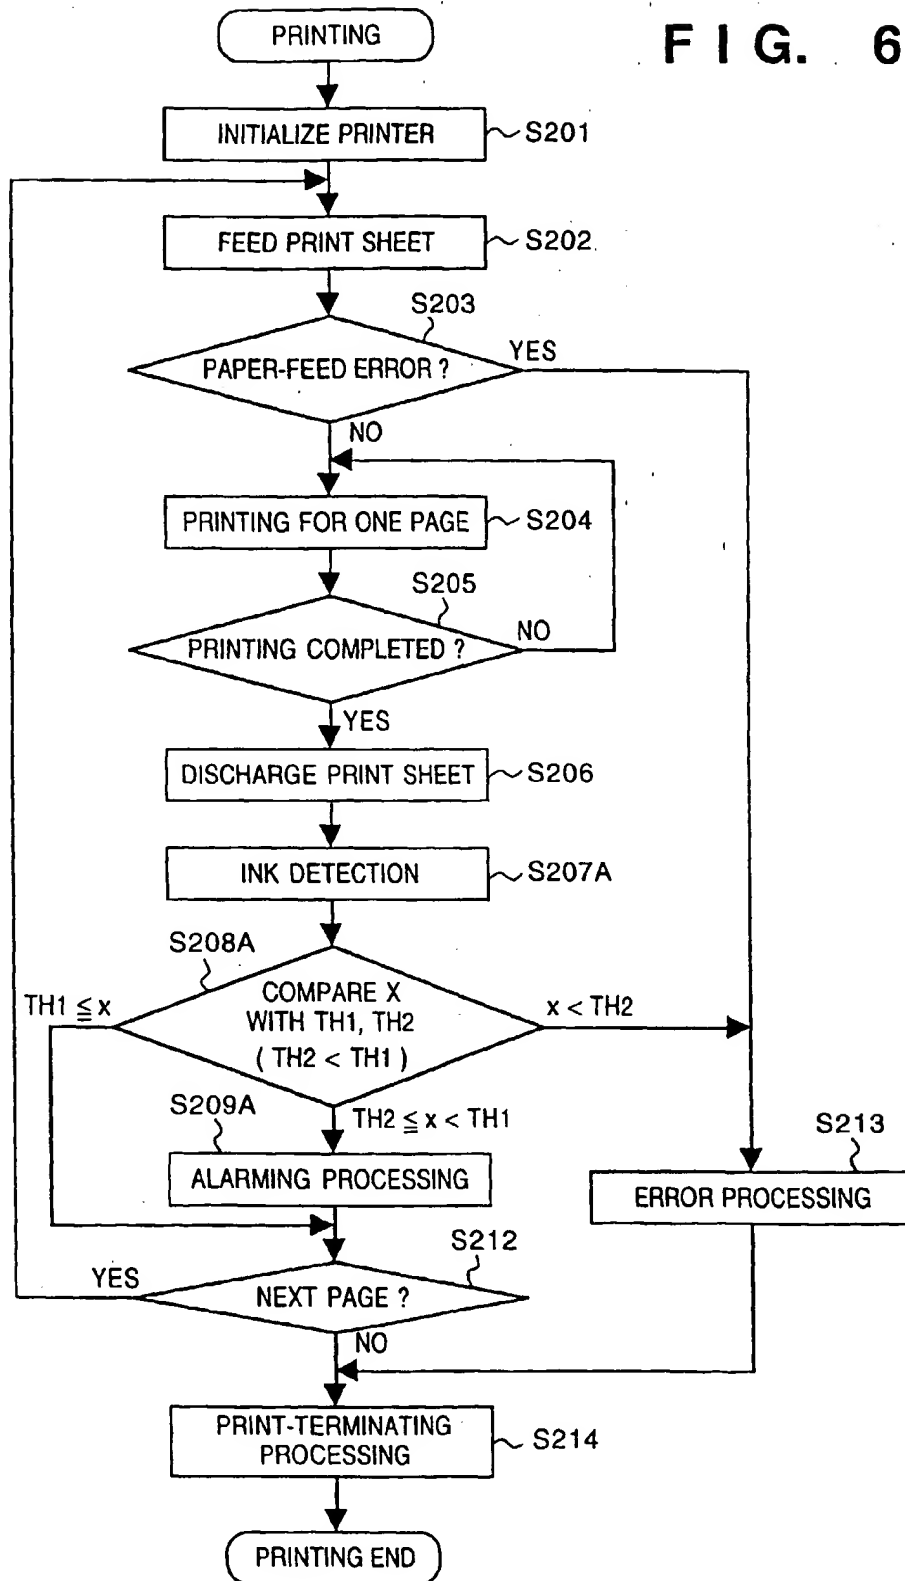 PRINTING
FIG. 6
INITIALIZE PRINTER
S201
FEED PRINT SHEET
S202
S203
PAPER-FEED ERROR ?
YES
NO
PRINTING FOR ONE PAGE
S204
S205
PRINTING COMPLETED ?
NO
YES
DISCHARGE PRINT SHEET
S206
INK DETECTION
S207A
S208A
TH1 ≦ x
COMPARE X
WITH TH1, TH2
( TH2 < TH1 )
x < TH2
S209A
TH2 ≦ x < TH1
ALARMING PROCESSING
S213
ERROR PROCESSING
S212
YES
NEXT PAGE ?
NO
PRINT-TERMINATING
PROCESSING
S214
PRINTING END